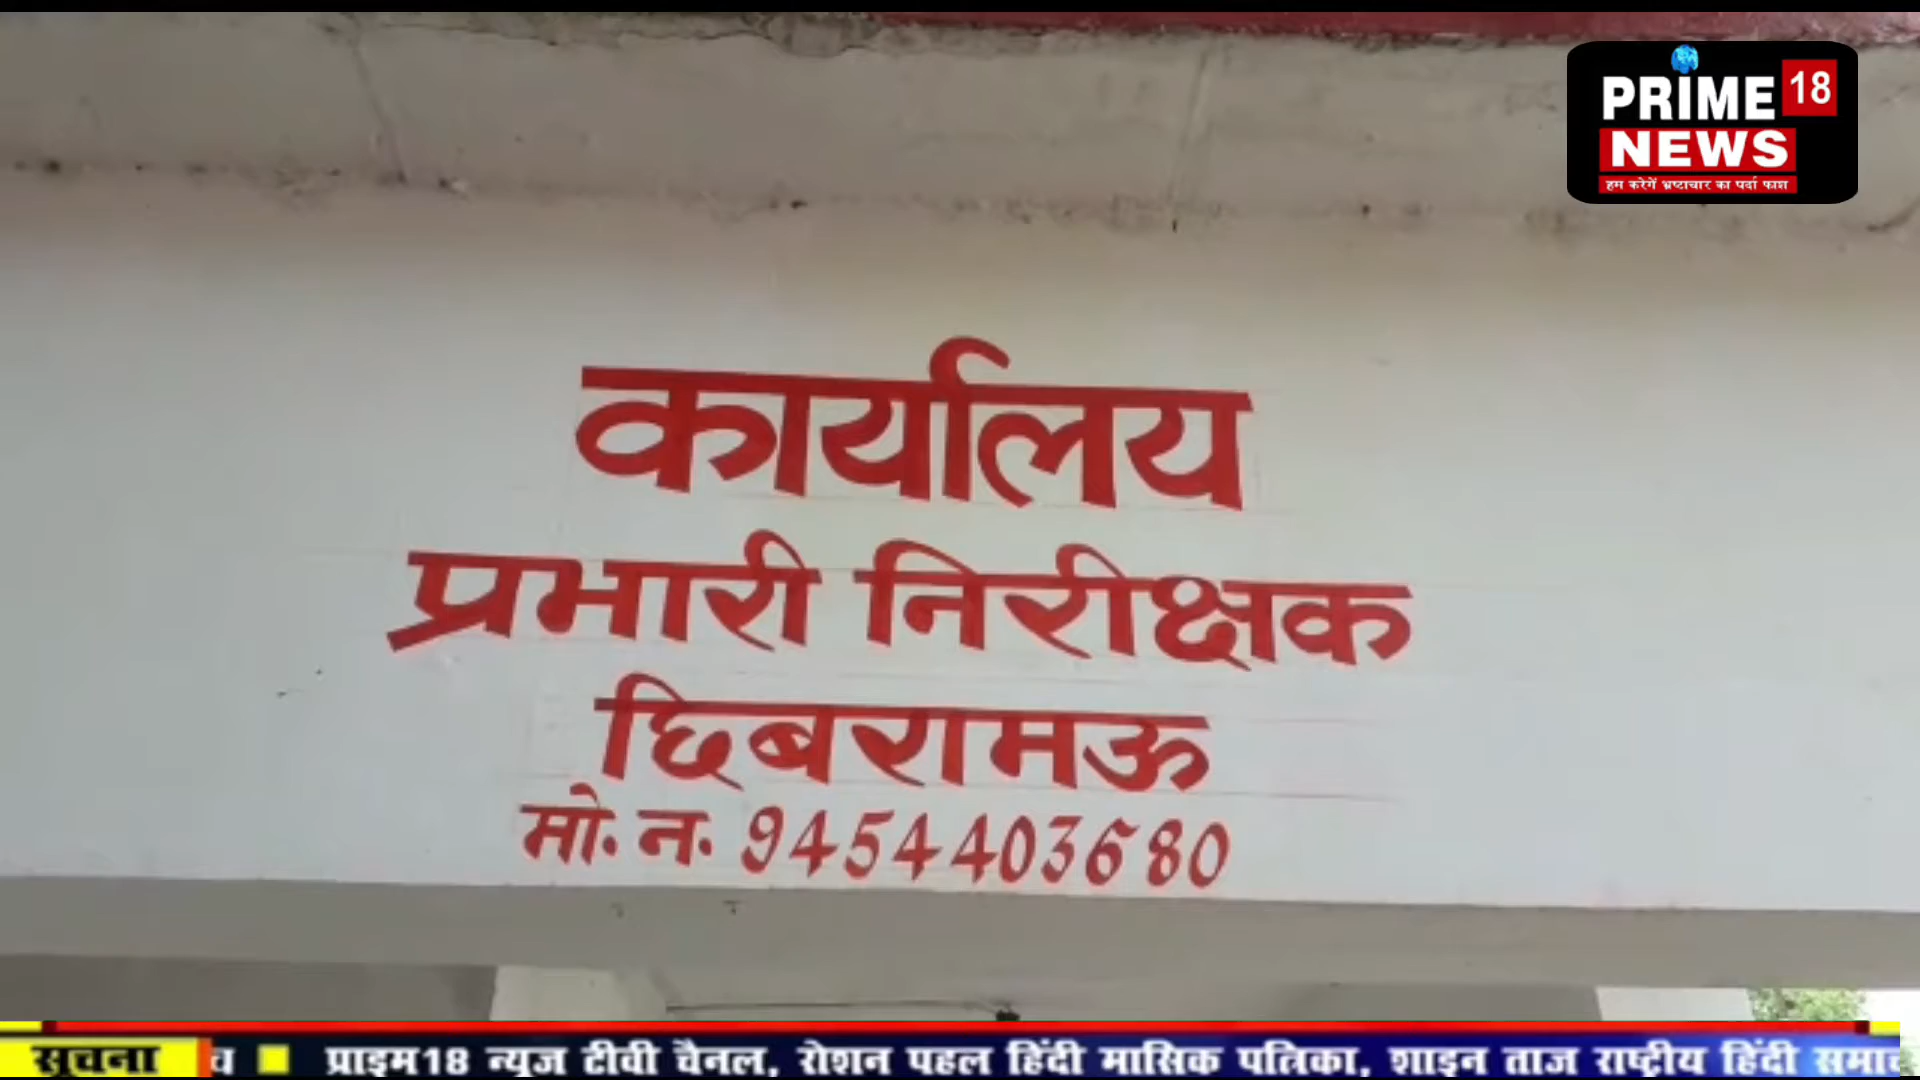 PRIME 18
NEWS
हम करेगें भ्रष्टाचार का पर्दा फाश
कार्यालय
प्रभारी निरीक्षक
छिबरामऊ
मो. न. 9454403680
सूचना
प्राइम18 न्यूज टीवी चैनल, रोशन पहल हिंदी मासिक पत्रिका, शाइन ताज राष्ट्रीय हिंदी